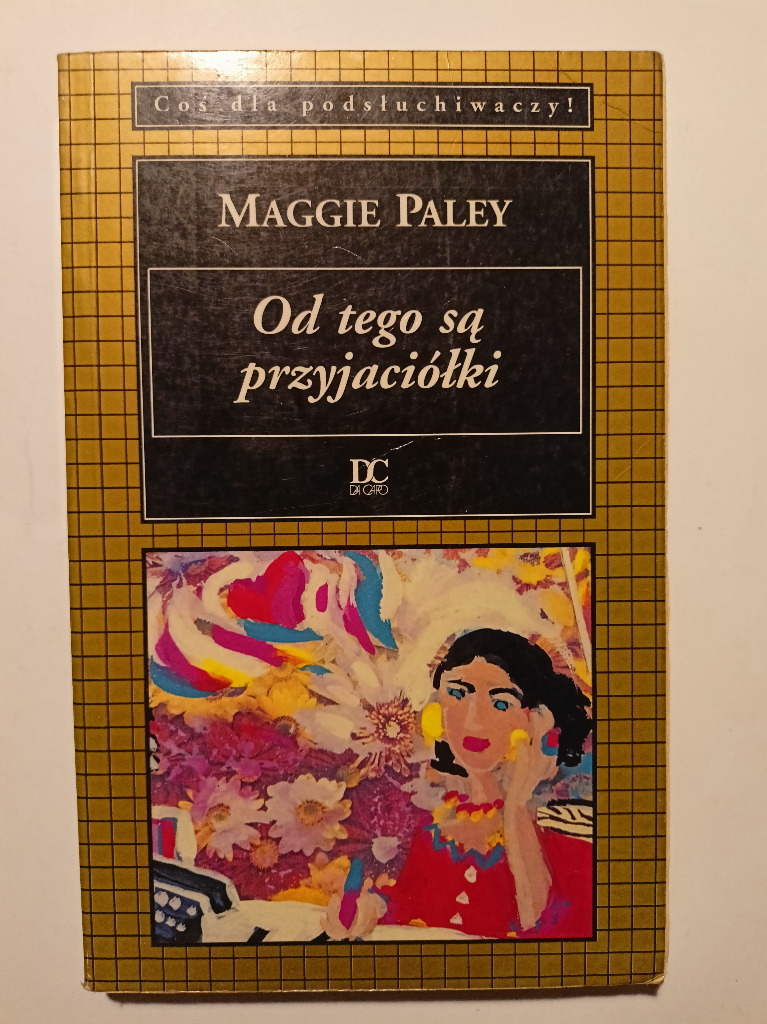 Coś dla podsłuchiwaczy!
MAGGIE PALEY
Od tego są
przyjaciółki
DC
DA CAPO